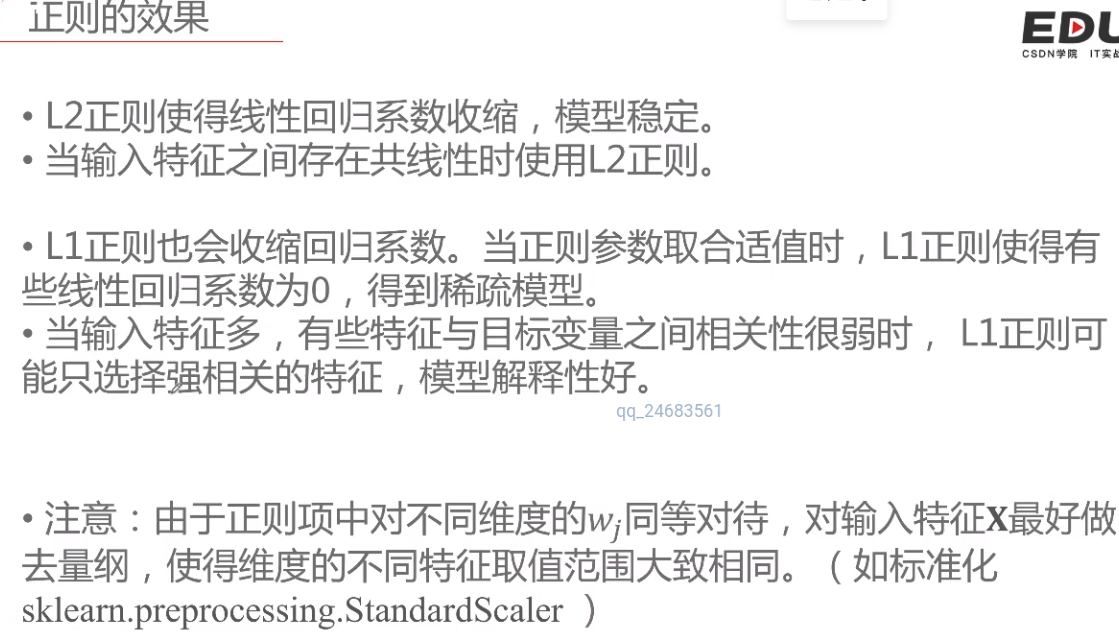 正则的效果
EDU
CSDN学院 IT实战
• L2正则使得线性回归系数收缩，模型稳定。
• 当输入特征之间存在共线性时使用L2正则。
• L1正则也会收缩回归系数。当正则参数取合适值时，L1正则使得有
些线性回归系数为0，得到稀疏模型。
• 当输入特征多，有些特征与目标变量之间相关性很弱时， L1正则可
能只选择强相关的特征，模型解释性好。
qq_24683561
• 注意：由于正则项中对不同维度的wj同等对待，对输入特征X最好做
去量纲，使得维度的不同特征取值范围大致相同。（如标准化
sklearn.preprocessing.StandardScaler ）